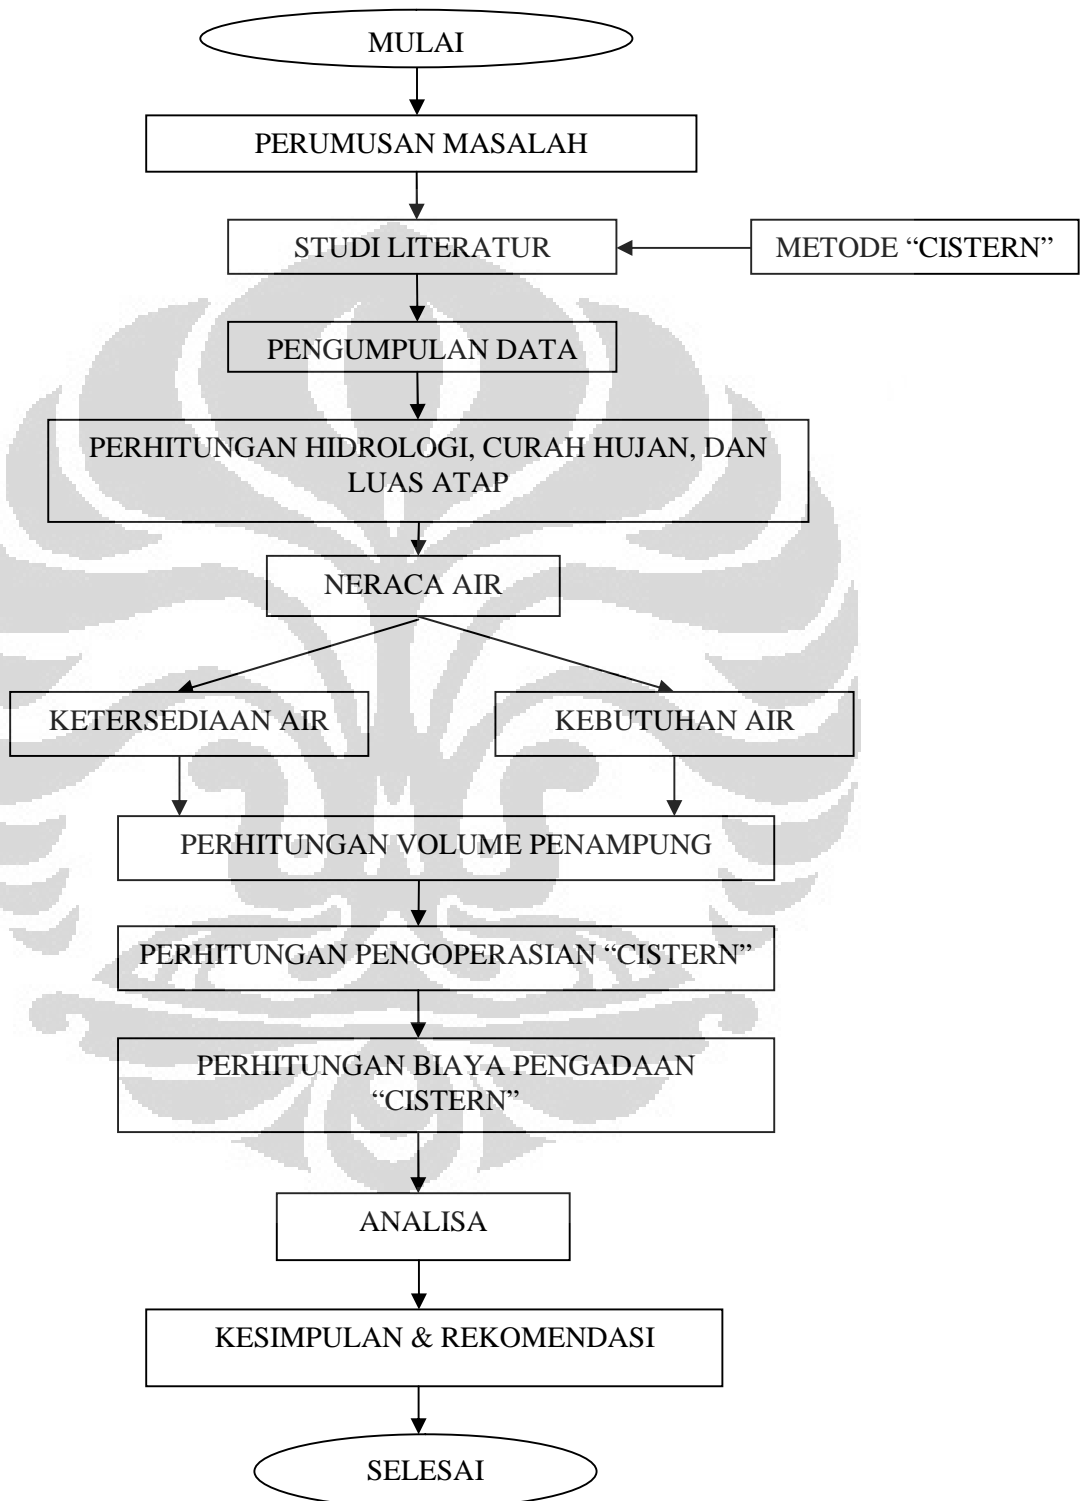 MULAI
PERUMUSAN MASALAH
STUDI LITERATUR
METODE “CISTERN”
PENGUMPULAN DATA
PERHITUNGAN HIDROLOGI, CURAH HUJAN, DAN
LUAS ATAP
NERACA AIR
KETERSEDIAAN AIR
KEBUTUHAN AIR
PERHITUNGAN VOLUME PENAMPUNG
PERHITUNGAN PENGOPERASIAN “CISTERN”
PERHITUNGAN BIAYA PENGADAAN
“CISTERN”
ANALISA
KESIMPULAN & REKOMENDASI
SELESAI